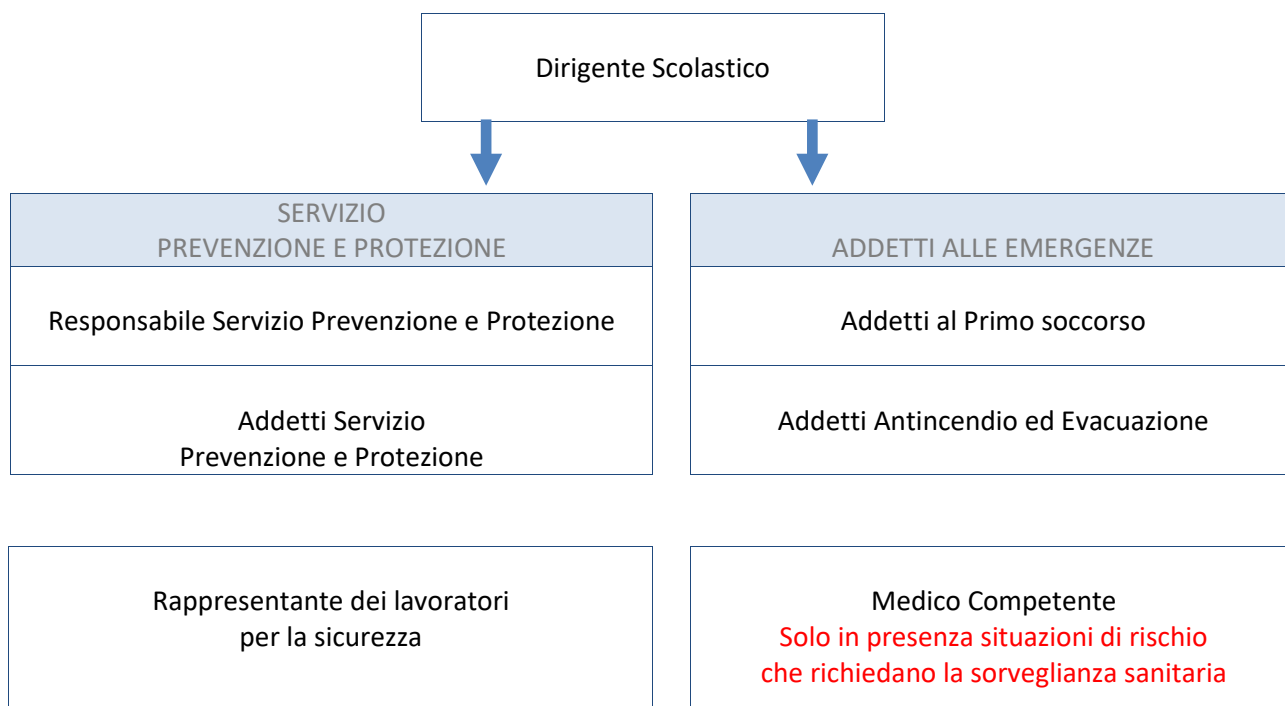 Dirigente Scolastico
SERVIZIO
PREVENZIONE E PROTEZIONE
Responsabile Servizio Prevenzione e Protezione
Addetti Servizio
Prevenzione e Protezione
ADDETTI ALLE EMERGENZE
Addetti al Primo soccorso
Addetti Antincendio ed Evacuazione
Rappresentante dei lavoratori
per la sicurezza
Medico Competente
Solo in presenza situazioni di rischio
che richiedano la sorveglianza sanitaria